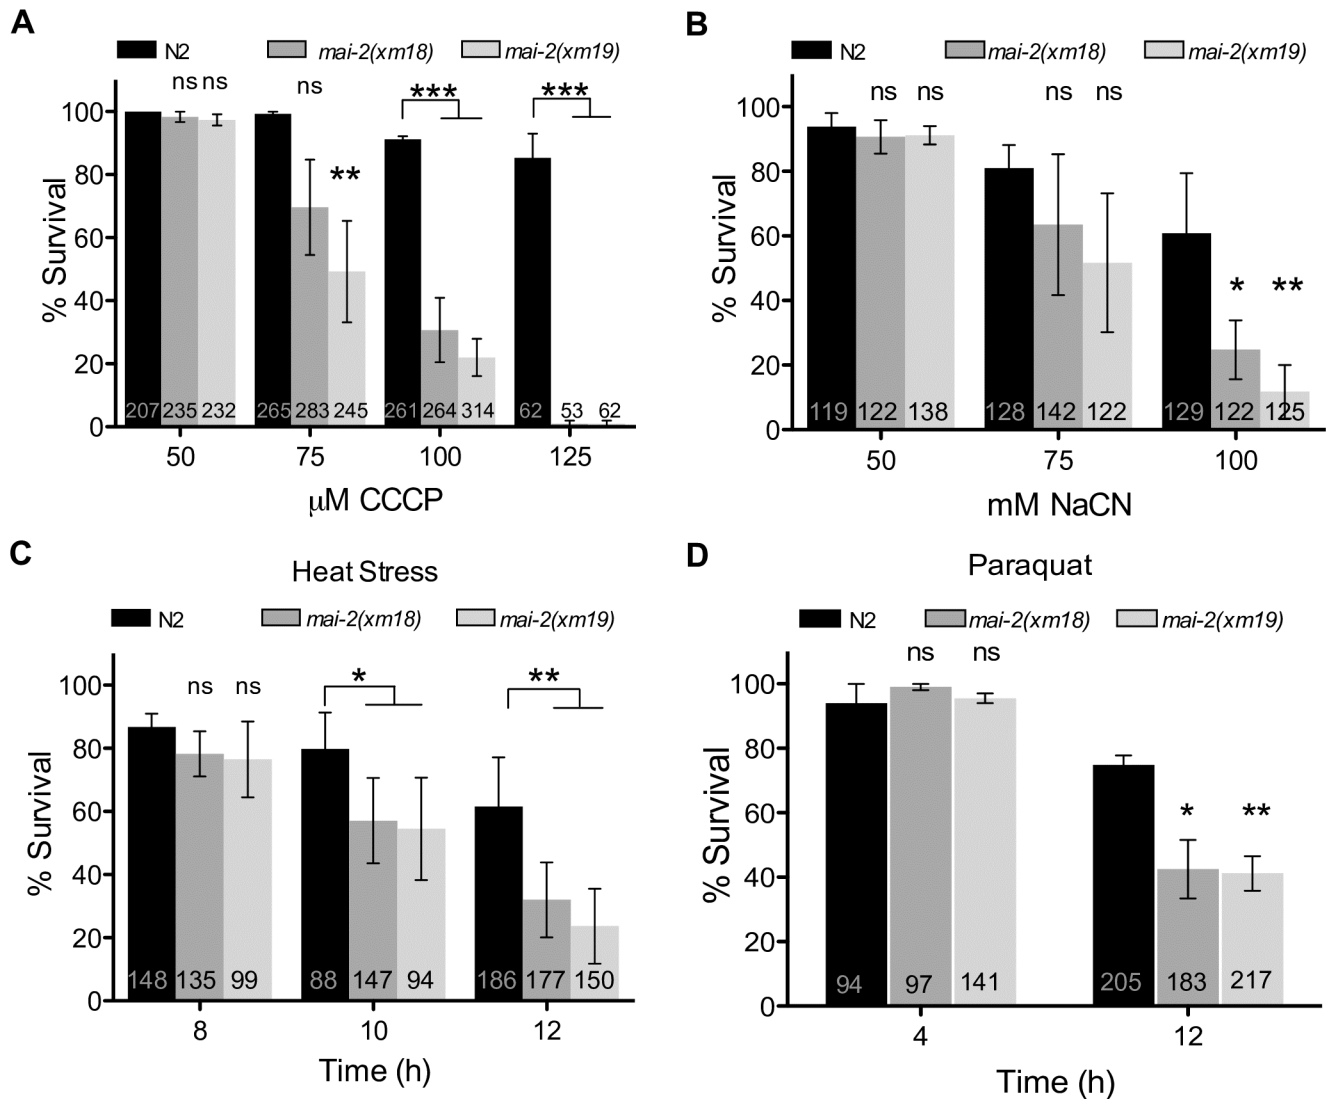 A
N2 mai-2(xm18) mai-2(xm19)
ns ns ns *** ***
**
100
80
60
40
20
0
% Survival
207 235 232 265 283 245 261 264 314 62 53 62
50 75 100 125
μM CCCP
B
N2 mai-2(xm18) mai-2(xm19)
ns ns ns ns
* **
100
80
60
40
20
0
% Survival
119 122 138 128 142 122 129 122 125
50 75 100
mM NaCN
C
Heat Stress
N2 mai-2(xm18) mai-2(xm19)
ns ns * **
100
80
60
40
20
0
% Survival
148 135 99 88 147 94 186 177 150
8 10 12
Time (h)
D
Paraquat
N2 mai-2(xm18) mai-2(xm19)
ns ns
* **
100
80
60
40
20
0
% Survival
94 97 141 205 183 217
4 12
Time (h)